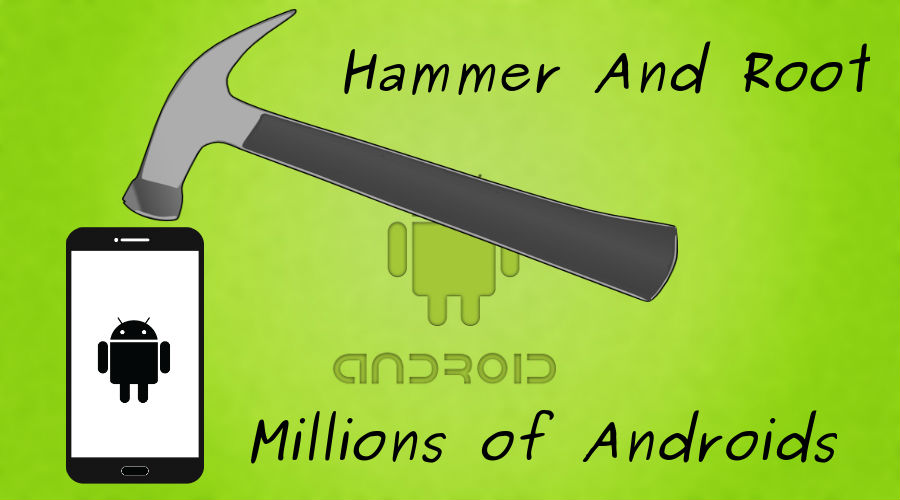 Hammer And Root
ANDROID
Millions of Androids